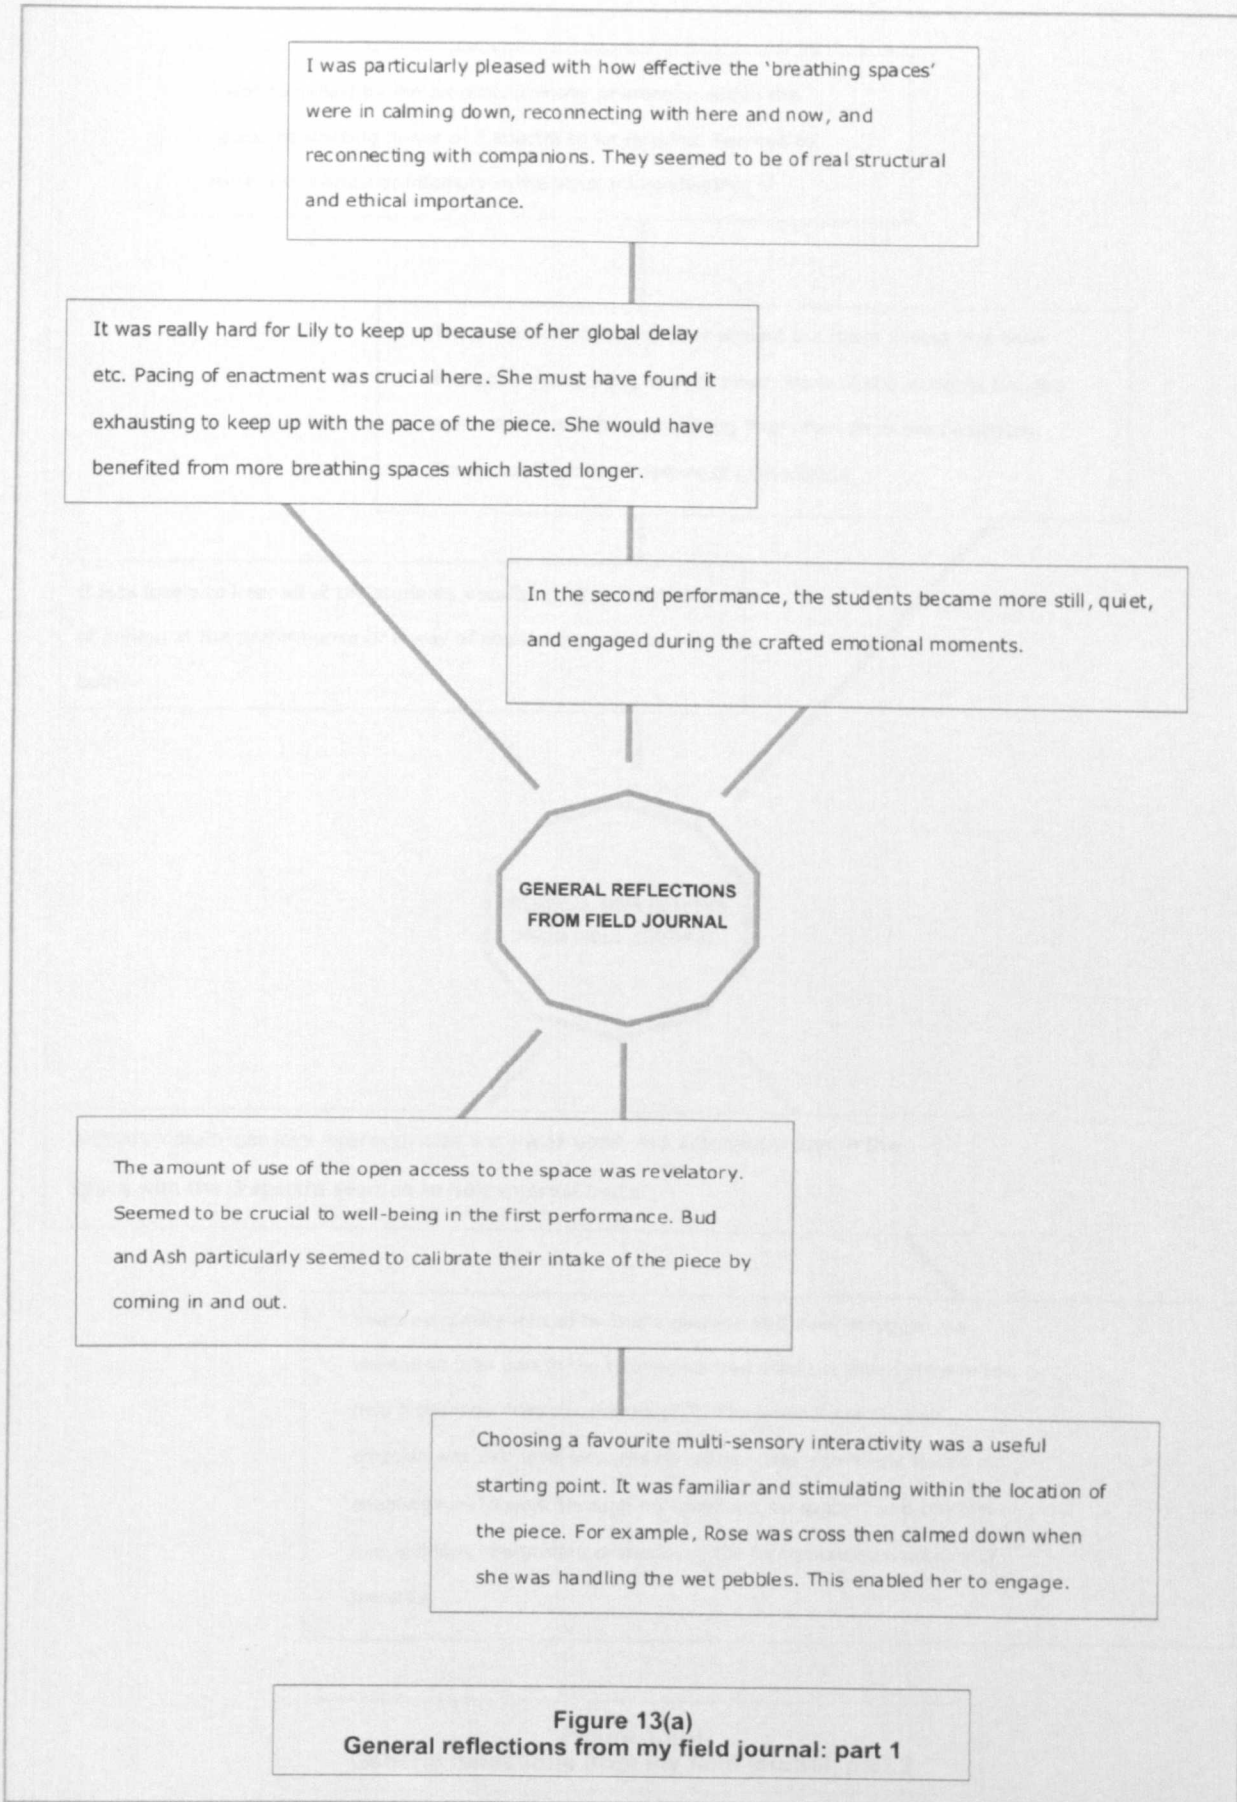 I was particularly pleased with how effective the ‘breathing spaces’
were in calming down, reconnecting with here and now, and
reconnecting with companions. They seemed to be of real structural
and ethical importance.
It was really hard for Lily to keep up because of her global delay
etc. Pacing of enactment was crucial here. She must have found it
exhausting to keep up with the pace of the piece. She would have
benefited from more breathing spaces which lasted longer.
In the second performance, the students became more still, quiet,
and engaged during the crafted emotional moments.
GENERAL REFLECTIONS
FROM FIELD JOURNAL
The amount of use of the open access to the space was revelatory.
Seemed to be crucial to well-being in the first performance. Bud
and Ash particularly seemed to calibrate their intake of the piece by
coming in and out.
Choosing a favourite multi-sensory interactivity was a useful
starting point. It was familiar and stimulating within the location of
the piece. For example, Rose was cross then calmed down when
she was handling the wet pebbles. This enabled her to engage.
Figure 13(a)
General reflections from my field journal: part 1